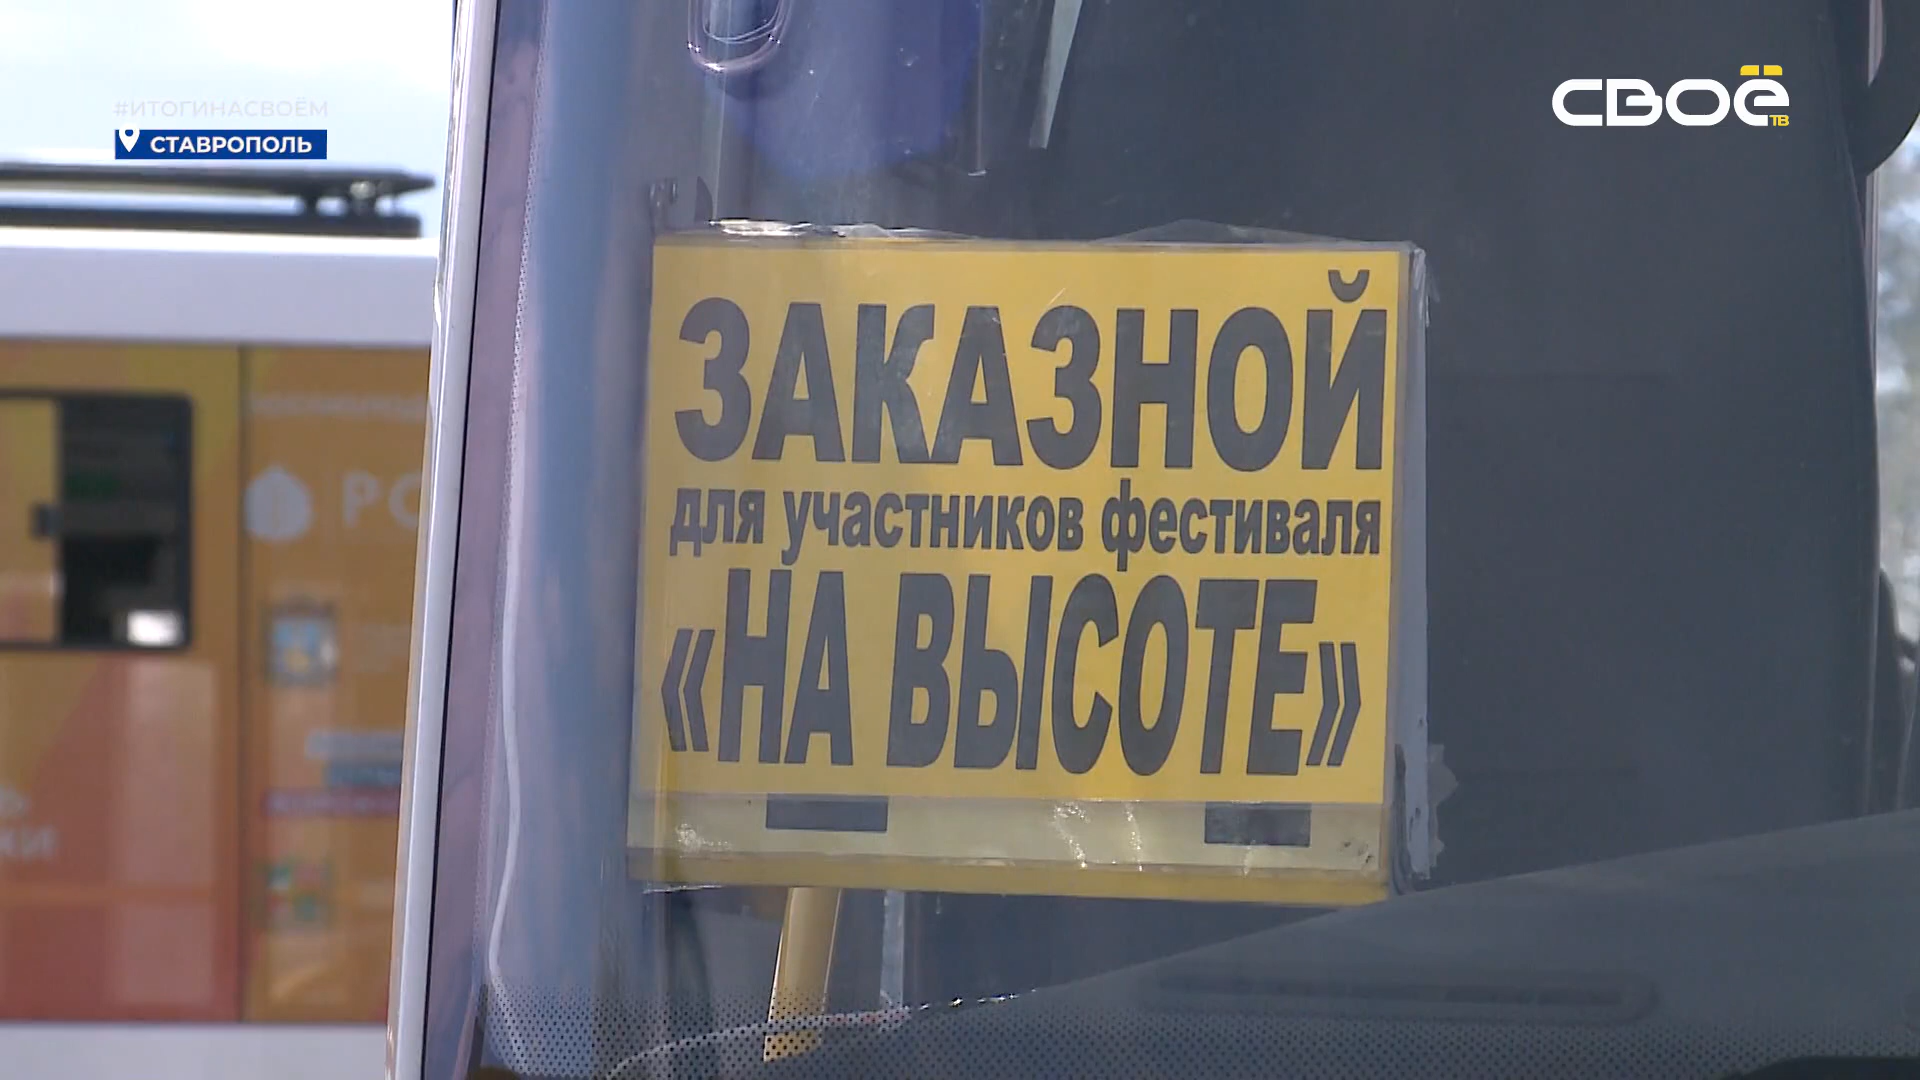 #ИТОГИНАСВОЁМ
СТАВРОПОЛЬ
СВОЁ
ТВ
ЗАКАЗНОЙ
для участников фестиваля
«НА ВЫСОТЕ»